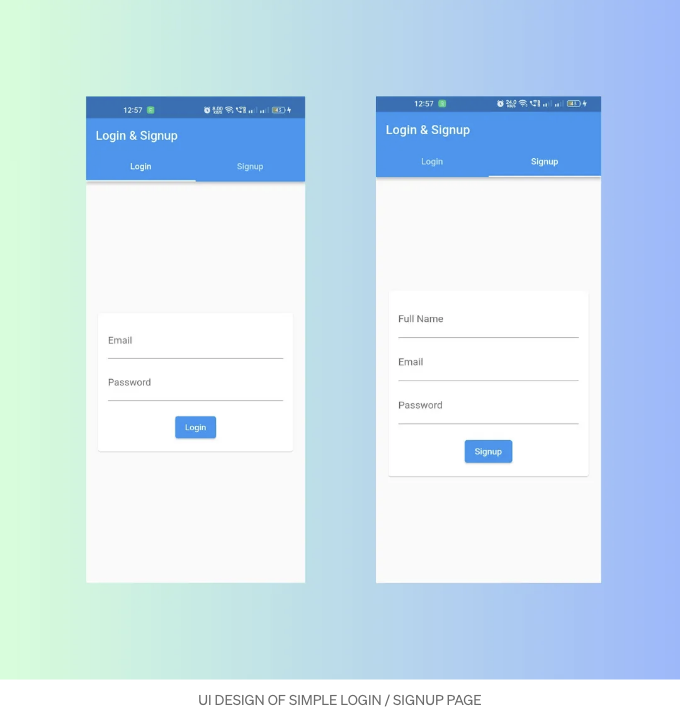 12:57
Login & Signup
Login Signup
Email
Password
Login
12:57
Login & Signup
Login Signup
Full Name
Email
Password
Signup
UI DESIGN OF SIMPLE LOGIN / SIGNUP PAGE